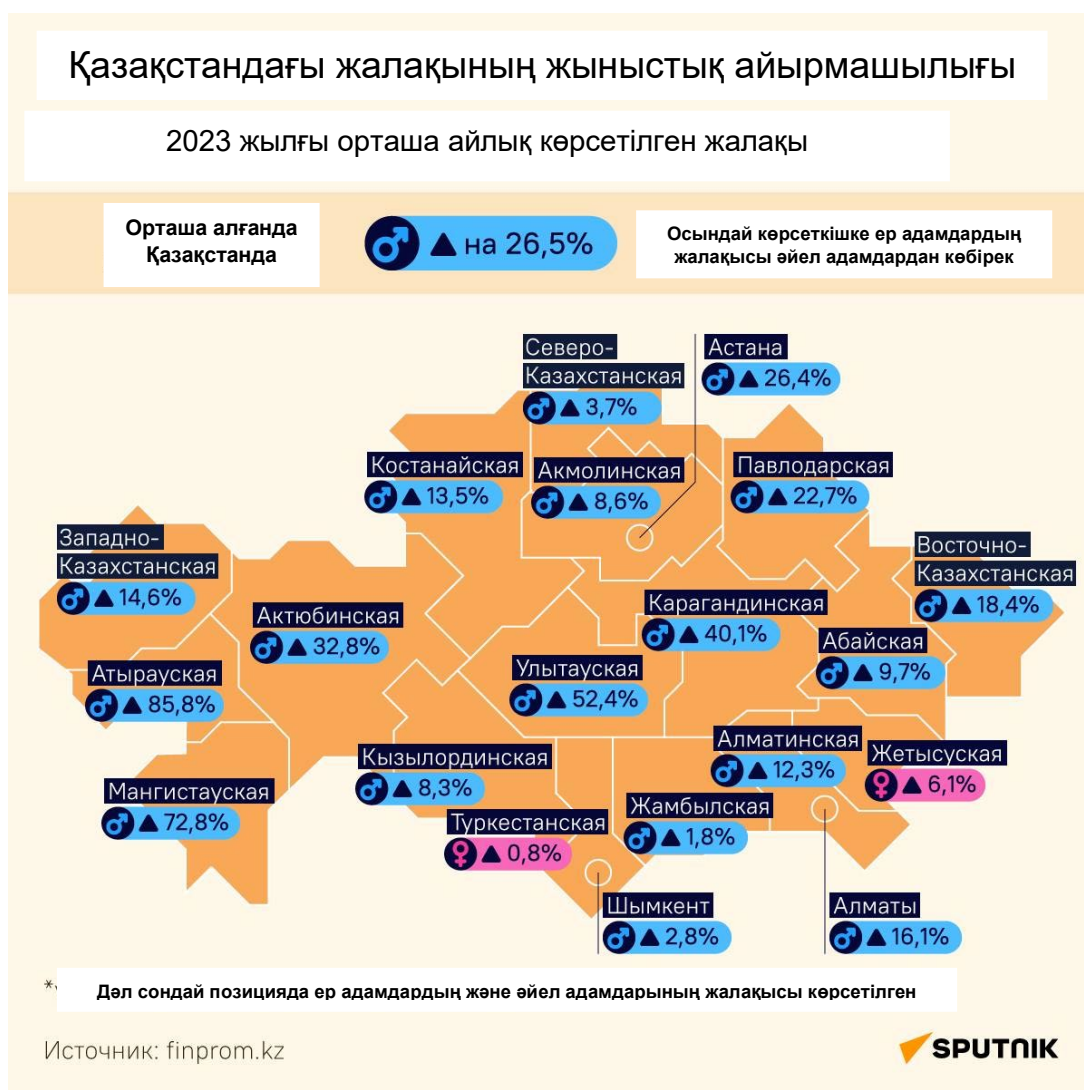 Қазақстандағы жалақының жыныстық айырмашылығы
2023 жылғы орташа айлық көрсетілген жалақы
Орташа алғанда
Қазақстанда
на 26,5%
Осындай көрсеткішке ер адамдардың
жалақысы әйел адамдардан көбірек
Северо-
Казахстанская
3,7%
Астана
26,4%
Костанайская
13,5%
Акмолинская
8,6%
Павлодарская
22,7%
Западно-
Казахстанская
14,6%
Восточно-
Казахстанская
18,4%
Актюбинская
32,8%
Карагандинская
40,1%
Абайская
9,7%
Атырауская
85,8%
Улытауская
52,4%
Алматинская
12,3%
Жетысуская
6,1%
Кызылординская
8,3%
Мангистауская
72,8%
Жамбылская
1,8%
Туркестанская
0,8%
Шымкент
2,8%
Алматы
16,1%
* Дәл сондай позицияда ер адамдардың және әйел адамдарының жалақысы көрсетілген
Источник: finprom.kz
SPUTNIK